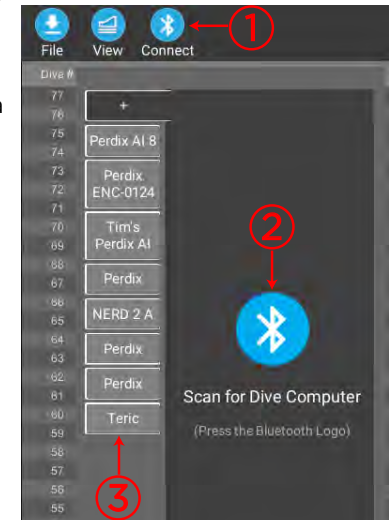 File View Connect
①
Dive #
77
76
75
74
73
72
71
70
69
68
67
66
65
64
63
62
61
60
59
58
57
56
55
+
Perdix AI 8
Perdix
ENC-0124
Tim's
Perdix AI
Perdix
NERD 2 A
Perdix
Perdix
Teric
②
Scan for Dive Computer
(Press the Bluetooth Logo)
③